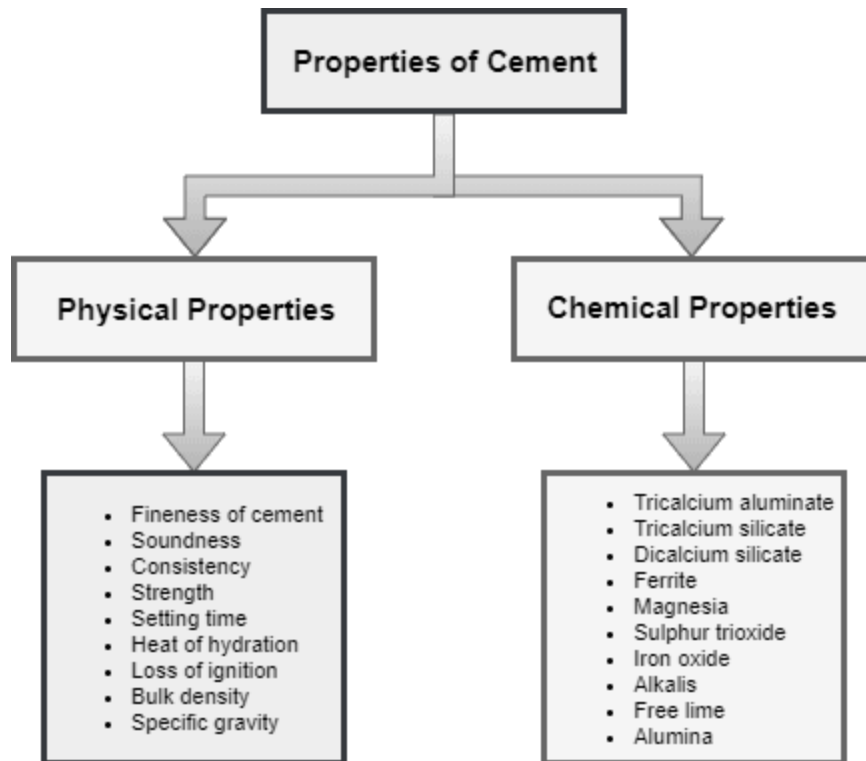 Properties of Cement
Physical Properties
Chemical Properties
Fineness of cement
Soundness
Consistency
Strength
Setting time
Heat of hydration
Loss of ignition
Bulk density
Specific gravity
Tricalcium aluminate
Tricalcium silicate
Dicalcium silicate
Ferrite
Magnesia
Sulphur trioxide
Iron oxide
Alkalis
Free lime
Alumina